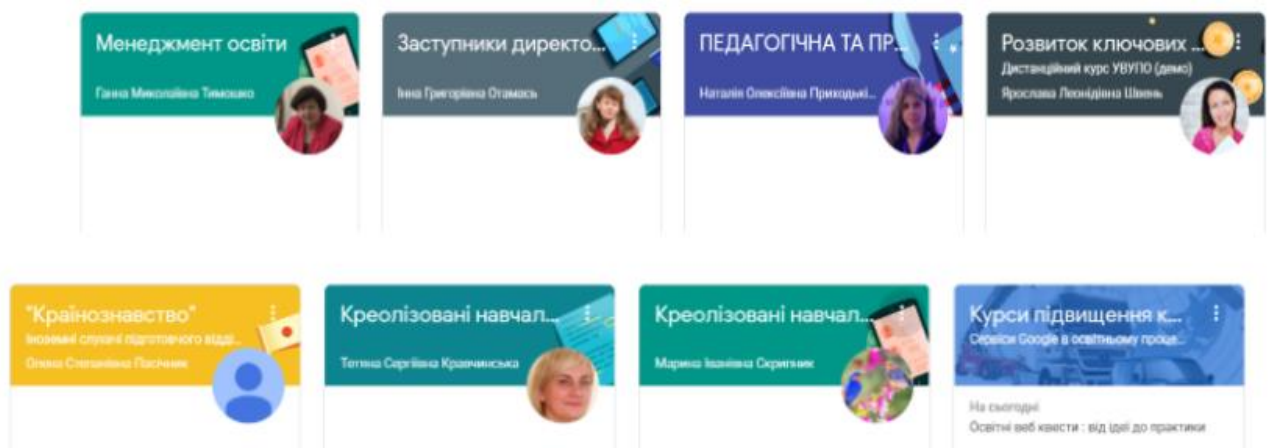 Менеджмент освіти
Ганна Миколаївна Тимошко
Заступники директо...
Інна Григорівна Отамась
ПЕДАГОГІЧНА ТА ПР...
Наталія Олексіївна Приходькі...
Розвиток ключових ...
Дистанційний курс УВУПО (демо)
Ярослава Леонідівна Швень
"Країнознавство"
Іноземні слухачі підготовчого відді...
Олена Степанівна Пасічник
Креолізовані навчал...
Тетяна Сергіївна Кравчинська
Креолізовані навчал...
Марина Іванівна Скрипник
Курси підвищення к...
Сервіси Google в освітньому проце...
На сьогодні
Освітні веб квести : від ідеї до практики